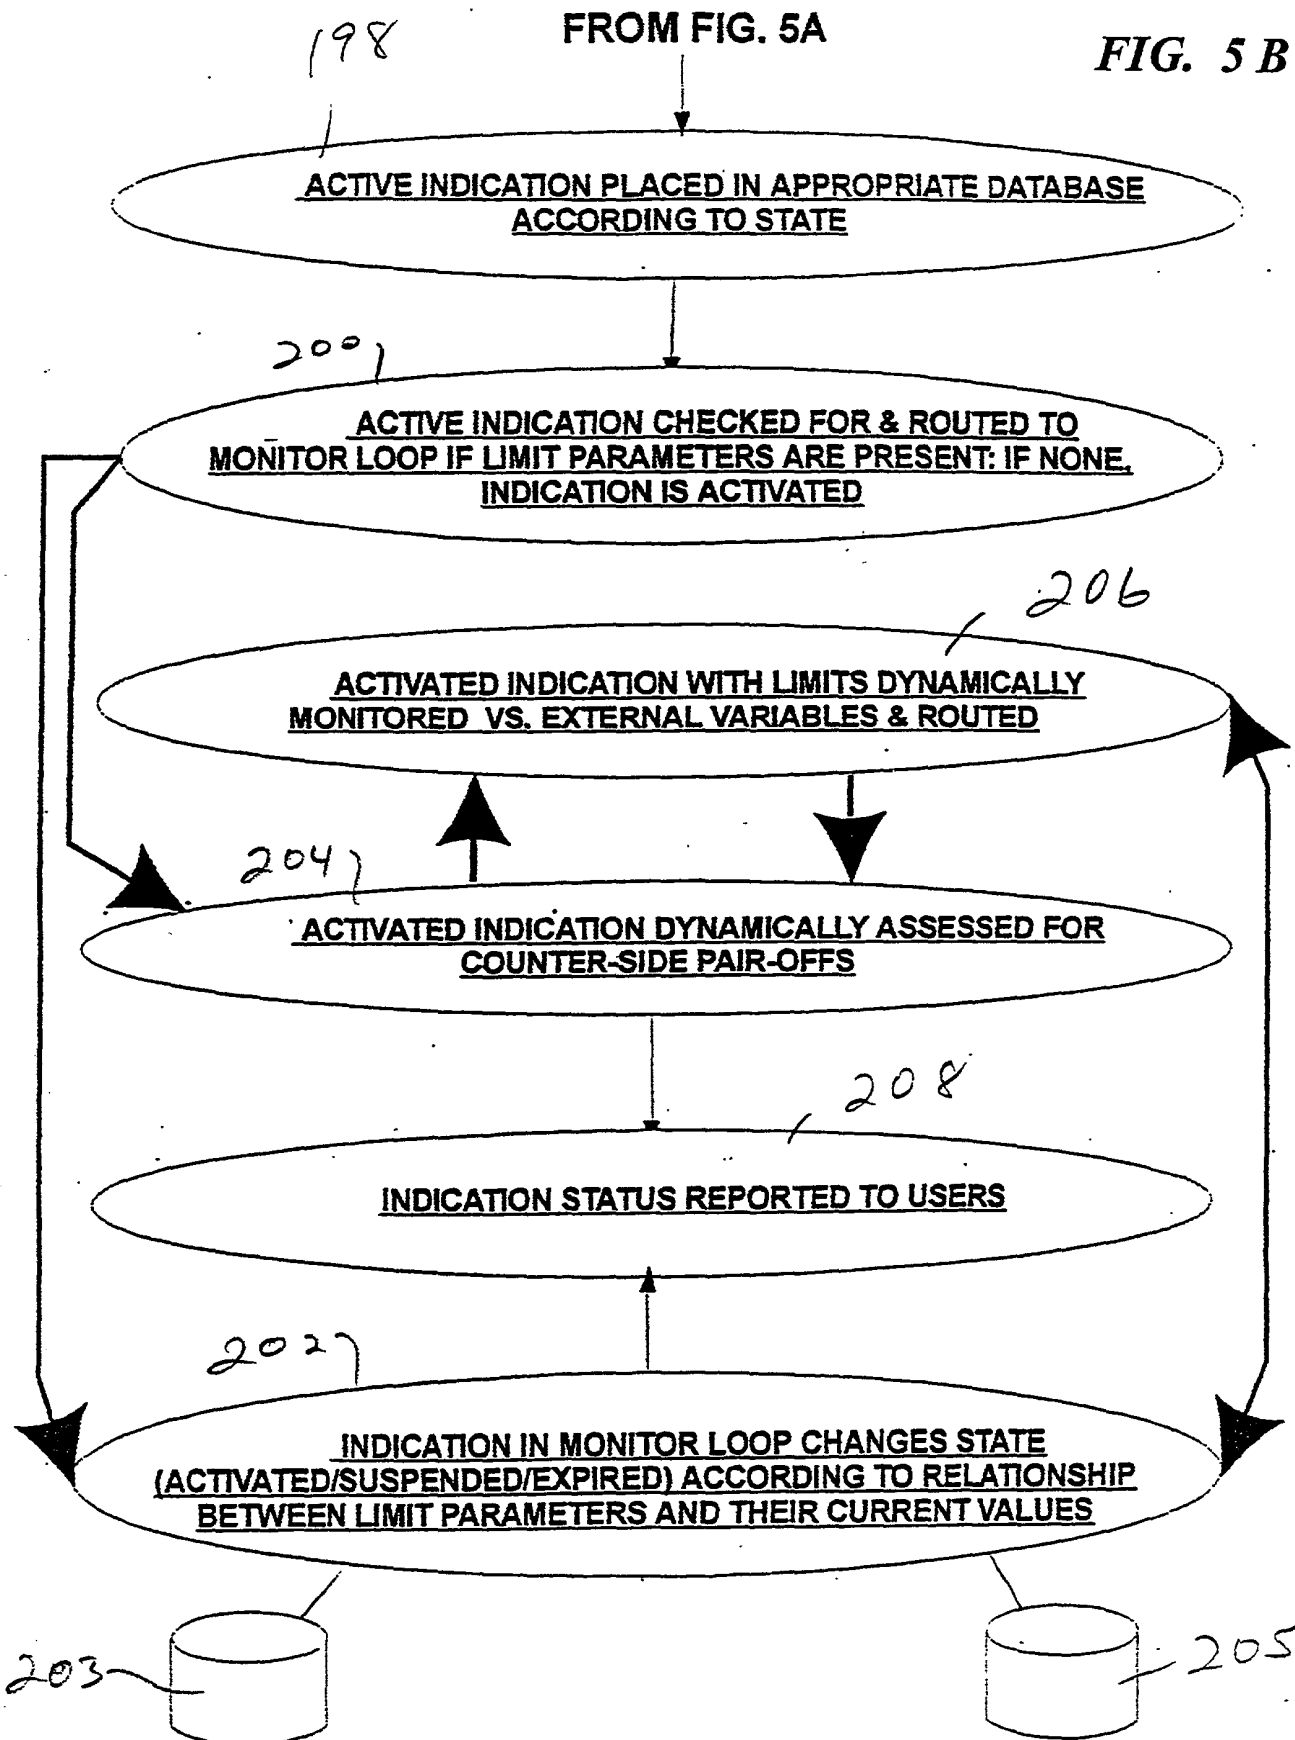 FROM FIG. 5A
FIG. 5 B
198
ACTIVE INDICATION PLACED IN APPROPRIATE DATABASE
ACCORDING TO STATE
200
ACTIVE INDICATION CHECKED FOR & ROUTED TO
MONITOR LOOP IF LIMIT PARAMETERS ARE PRESENT: IF NONE,
INDICATION IS ACTIVATED
206
ACTIVATED INDICATION WITH LIMITS DYNAMICALLY
MONITORED VS. EXTERNAL VARIABLES & ROUTED
204
ACTIVATED INDICATION DYNAMICALLY ASSESSED FOR
COUNTER-SIDE PAIR-OFFS
208
INDICATION STATUS REPORTED TO USERS
202
INDICATION IN MONITOR LOOP CHANGES STATE
(ACTIVATED/SUSPENDED/EXPIRED) ACCORDING TO RELATIONSHIP
BETWEEN LIMIT PARAMETERS AND THEIR CURRENT VALUES
203
205